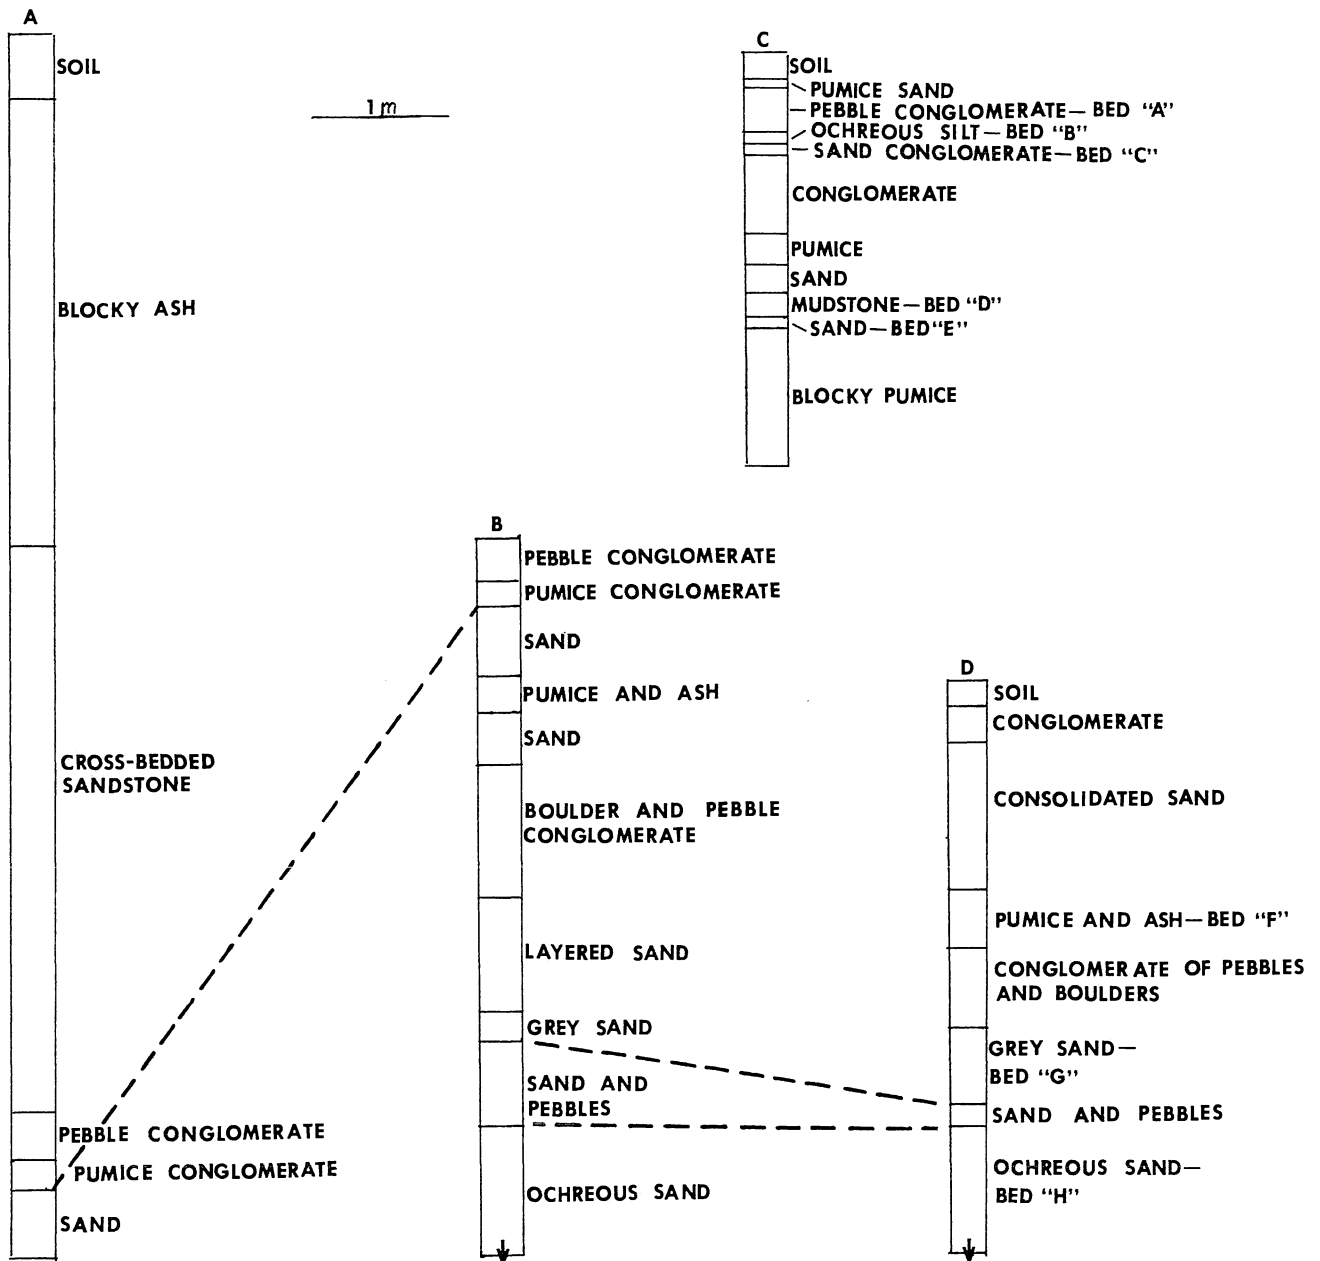 A
SOIL
BLOCKY ASH
CROSS-BEDDED
SANDSTONE
PEBBLE CONGLOMERATE
PUMICE CONGLOMERATE
SAND
1m
B
PEBBLE CONGLOMERATE
PUMICE CONGLOMERATE
SAND
PUMICE AND ASH
SAND
BOULDER AND PEBBLE
CONGLOMERATE
LAYERED SAND
GREY SAND
SAND AND
PEBBLES
OCHREOUS SAND
C
SOIL
PUMICE SAND
PEBBLE CONGLOMERATE—BED "A"
OCHREOUS SILT—BED "B"
SAND CONGLOMERATE—BED "C"
CONGLOMERATE
PUMICE
SAND
MUDSTONE—BED "D"
SAND—BED "E"
BLOCKY PUMICE
D
SOIL
CONGLOMERATE
CONSOLIDATED SAND
PUMICE AND ASH—BED "F"
CONGLOMERATE OF PEBBLES
AND BOULDERS
GREY SAND—
BED "G"
SAND AND PEBBLES
OCHREOUS SAND—
BED "H"